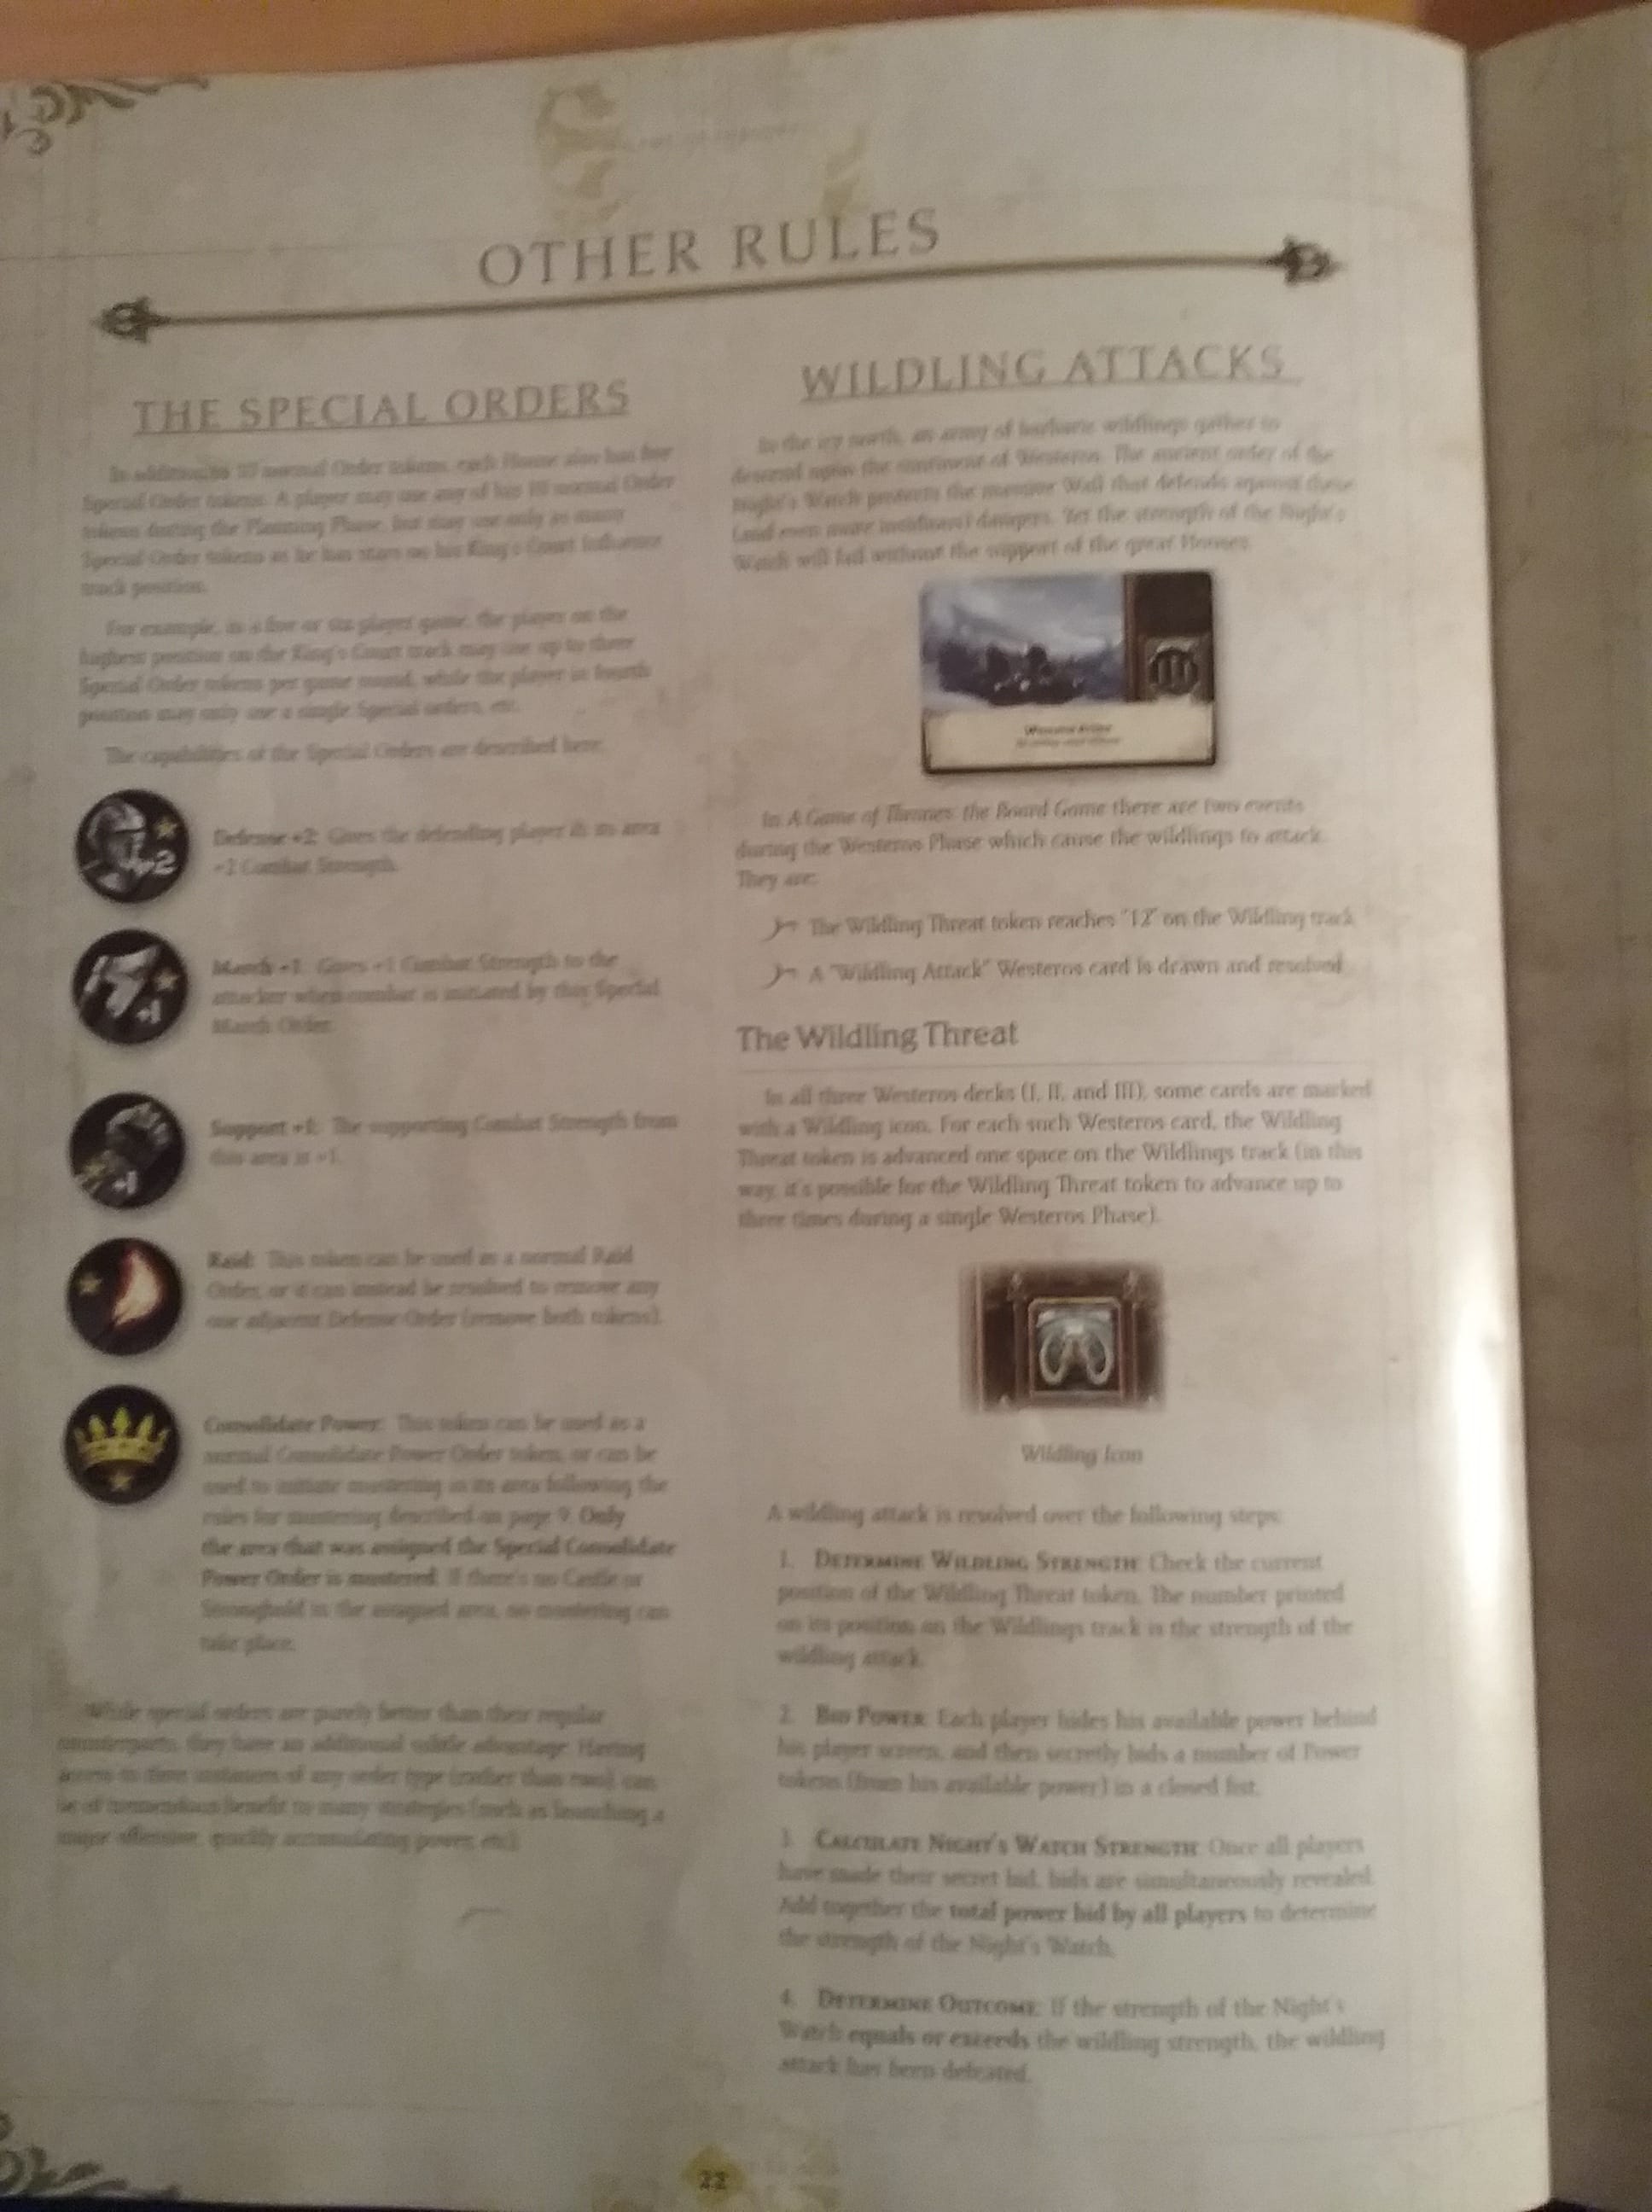 OTHER RULES
THE SPECIAL ORDERS
In addition to 10 normal Order tokens, each House also has five
Special Order tokens. A player may use any of his 10 normal Order
tokens during the Planning Phase, but may use only as many
Special Order tokens as he has stars on his King's Court Influence
track position.
For example, in a five or six player game, the player on the
highest position on the King's Court track may use up to three
Special Order tokens per game round, while the player in fourth
position may only use a single Special orders, etc.
The capabilities of the Special Orders are described here:
+2
Defense +2: Gives the defending player in its area
+2 Combat Strength.
+1
March +1: Gives +1 Combat Strength to the
attacker when combat is initiated by this Special
March Order.
+1
Support +1: The supporting Combat Strength from
this area is +1.
Raid: This token can be used as a normal Raid
Order, or it can instead be resolved to remove any
one adjacent Defense Order (remove both tokens).
Consolidate Power: This token can be used as a
normal Consolidate Power Order token, or can be
used to initiate mustering in its area following the
rules for mustering described on page 9. Only
the area that was assigned the Special Consolidate
Power Order is mustered. If there's no Castle or
Stronghold in the assigned area, no mustering can
take place.
While special orders are purely better than their regular
counterparts, they have an additional subtle advantage. Having
access to three instances of any order type (rather than two), can
be of tremendous benefit to many strategies (such as launching a
major offensive, quickly accumulating power, etc).
WILDLING ATTACKS
In the icy north, an army of barbaric wildlings gather to
descend upon the continent of Westeros. The ancient order of the
Night's Watch protects the massive Wall that defends against these
(and even more insidious) dangers. Yet the strength of the Night's
Watch will fail without the support of the great Houses.
III
In A Game of Thrones: the Board Game there are two events
during the Westeros Phase which cause the wildlings to attack.
They are:
The Wildling Threat token reaches "12" on the Wildling track
A "Wildling Attack" Westeros card is drawn and resolved
The Wildling Threat
In all three Westeros decks (I, II, and III), some cards are marked
with a Wildling icon. For each such Westeros card, the Wildling
Threat token is advanced one space on the Wildlings track (in this
way, it's possible for the Wildling Threat token to advance up to
three times during a single Westeros Phase).
Wildling Icon
A wildling attack is resolved over the following steps:
1. DETERMINE WILDLING STRENGTH: Check the current
position of the Wildling Threat token. The number printed
on its position on the Wildlings track is the strength of the
wildling attack.
2. BID POWER: Each player hides his available power behind
his player screen, and then secretly bids a number of Power
tokens (from his available power) in a closed fist.
3. CALCULATE NIGHT'S WATCH STRENGTH: Once all players
have made their secret bid, bids are simultaneously revealed.
Add together the total power bid by all players to determine
the strength of the Night's Watch.
4. DETERMINE OUTCOME: If the strength of the Night's
Watch equals or exceeds the wildling strength, the wildling
attack has been defeated.
22